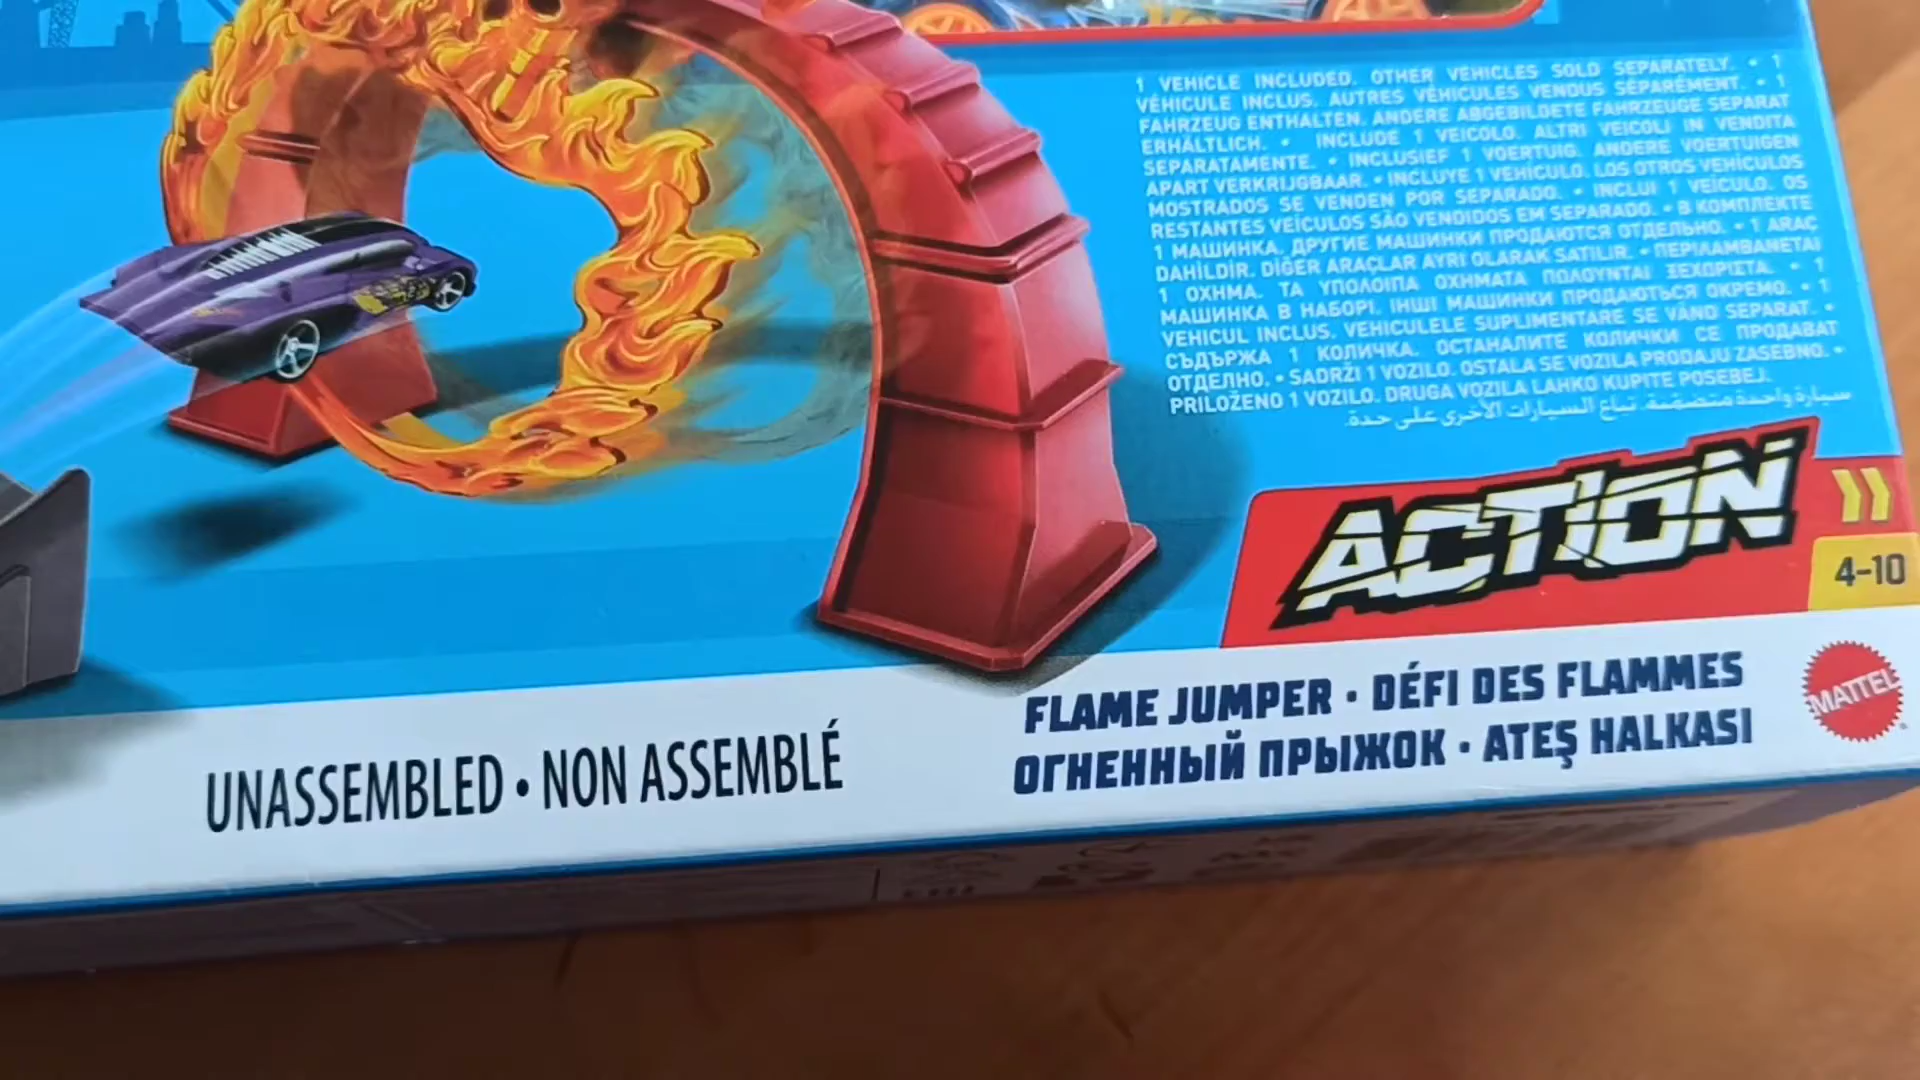 1 VEHICLE INCLUDED. OTHER VEHICLES SOLD SEPARATELY. • 1
VÉHICULE INCLUS. AUTRES VÉHICULES VENDUS SÉPARÉMENT. • 1
FAHRZEUG ENTHALTEN. ANDERE ABGEBILDETE FAHRZEUGE SEPARAT
ERHÄLTLICH. • INCLUDE 1 VEICOLO. ALTRI VEICOLI IN VENDITA
SEPARATAMENTE. • INCLUSIEF 1 VOERTUIG. ANDERE VOERTUIGEN
APART VERKRIJGBAAR. • INCLUYE 1 VEHÍCULO. LOS OTROS VEHÍCULOS
MOSTRADOS SE VENDEN POR SEPARADO. • INCLUI 1 VEÍCULO. OS
RESTANTES VEÍCULOS SÃO VENDIDOS EM SEPARADO. • В КОМПЛЕКТЕ
1 МАШИНКА. ДРУГИЕ МАШИНКИ ПРОДАЮТСЯ ОТДЕЛЬНО. • 1 ARAÇ
DAHİLDİR. DİĞER ARAÇLAR AYRI OLARAK SATILIR. • ΠΕΡΙΛΑΜΒΑΝΕΤΑΙ
1 ΟΧΗΜΑ. ΤΑ ΥΠΟΛΟΙΠΑ ΟΧΗΜΑΤΑ ΠΩΛΟΥΝΤΑΙ ΞΕΧΩΡΙΣΤΑ. • 1
МАШИНКА В НАБОРІ. ІНШІ МАШИНКИ ПРОДАЮТЬСЯ ОКРЕМО. • 1
VEHICUL INCLUS. VEHICULELE SUPLIMENTARE SE VÂND SEPARAT. •
СЪДЪРЖА 1 КОЛИЧКА. ОСТАНАЛИТЕ КОЛИЧКИ СЕ ПРОДАВАТ
ОТДЕЛНО. • SADRŽI 1 VOZILO. OSTALA SE VOZILA PRODAJU ZASEBNO. •
PRILOŽENO 1 VOZILO. DRUGA VOZILA LAHKO KUPITE POSEBEJ.
سيارة واحدة متضمنة. تباع السيارات الأخرى على حدة.
ACTION
4-10
FLAME JUMPER • DÉFI DES FLAMMES
ОГНЕННЫЙ ПРЫЖОК • ATEŞ HALKASI
MATTEL
UNASSEMBLED • NON ASSEMBLÉ